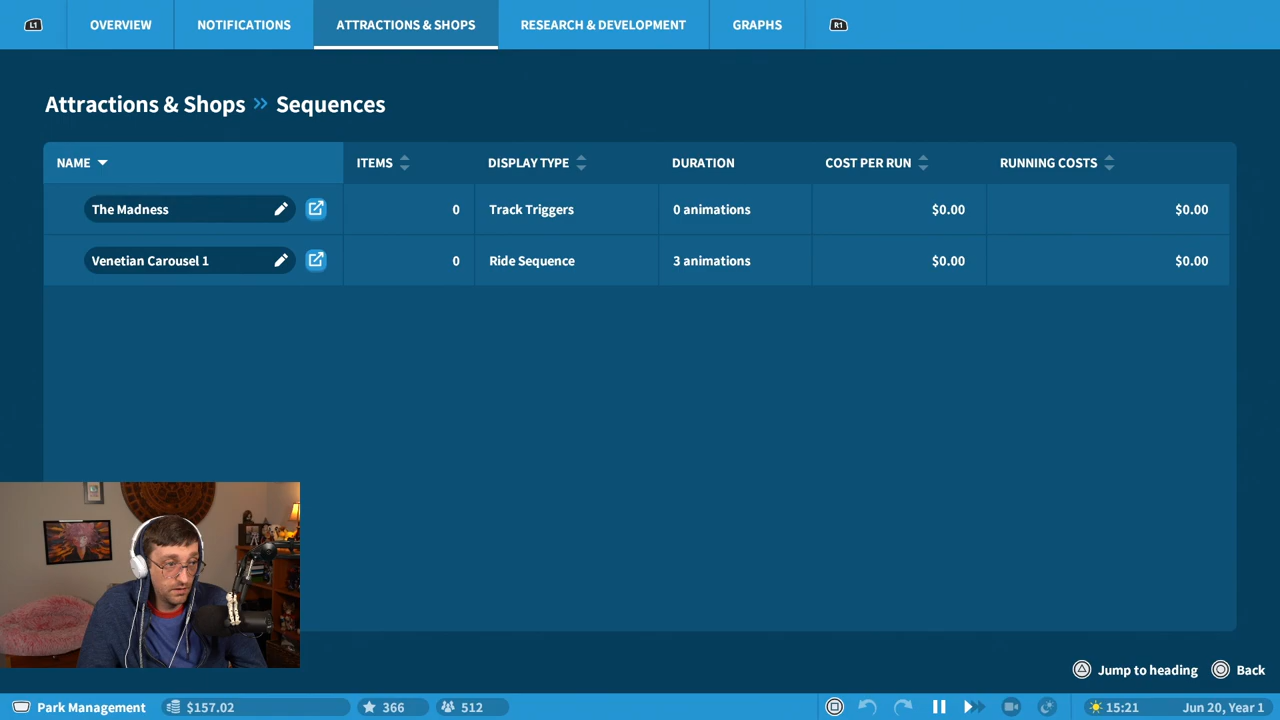 L1 OVERVIEW NOTIFICATIONS ATTRACTIONS & SHOPS RESEARCH & DEVELOPMENT GRAPHS R1
Attractions & Shops » Sequences
NAME ITEMS DISPLAY TYPE DURATION COST PER RUN RUNNING COSTS
The Madness 0 Track Triggers 0 animations $0.00 $0.00
Venetian Carousel 1 0 Ride Sequence 3 animations $0.00 $0.00
Jump to heading Back
Park Management $157.02 366 512 15:21 Jun 20, Year 1